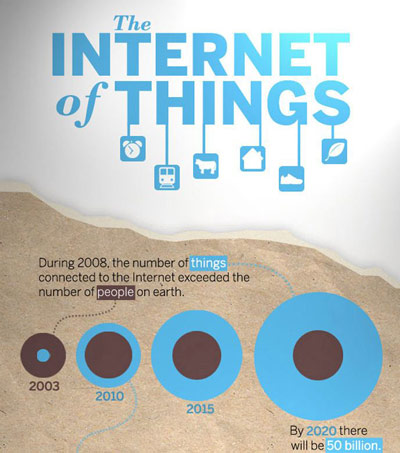 The
INTERNET
of THINGS
During 2008, the number of things
connected to the Internet exceeded the
number of people on earth.
2003
2010
2015
By 2020 there
will be 50 billion.